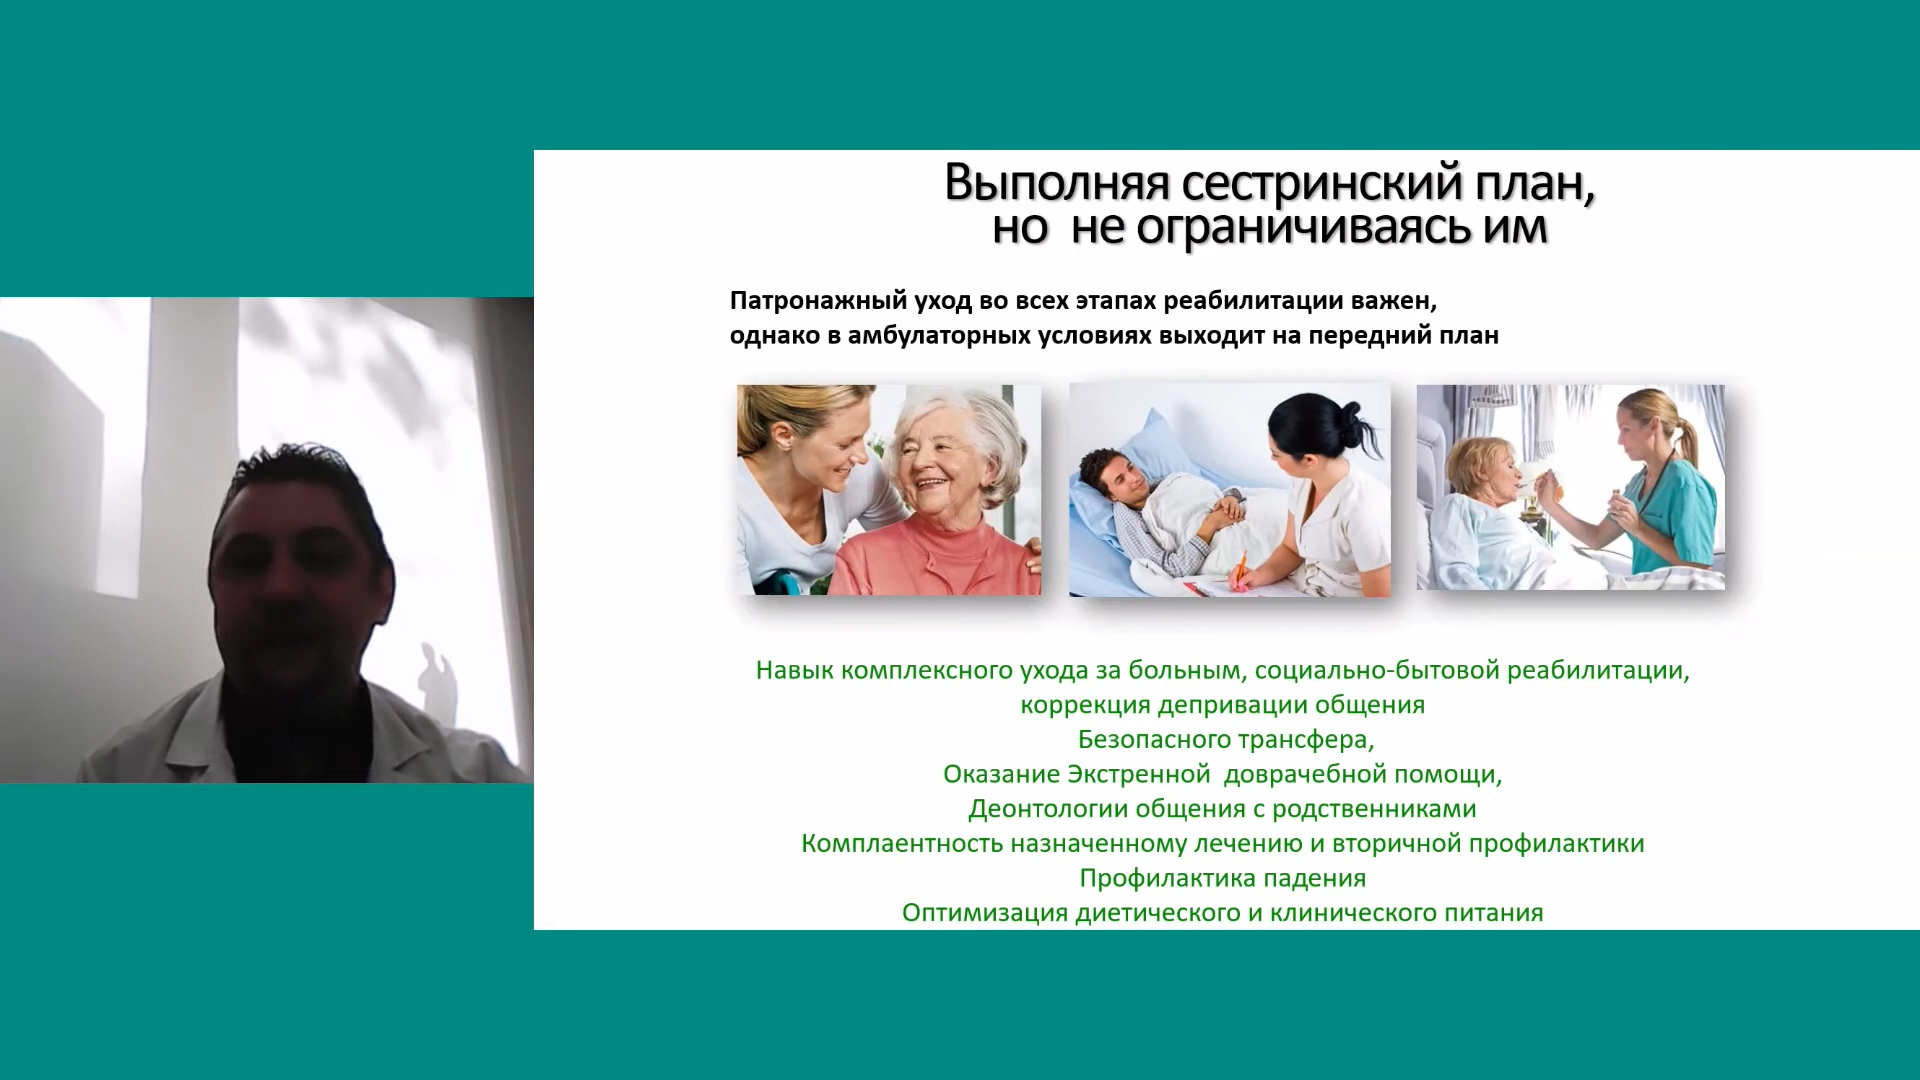 Выполняя сестринский план,
но не ограничиваясь им
Патронажный уход во всех этапах реабилитации важен,
однако в амбулаторных условиях выходит на передний план
Навык комплексного ухода за больным, социально-бытовой реабилитации,
коррекция депривации общения
Безопасного трансфера,
Оказание Экстренной доврачебной помощи,
Деонтологии общения с родственниками
Комплаентность назначенному лечению и вторичной профилактики
Профилактика падения
Оптимизация диетического и клинического питания